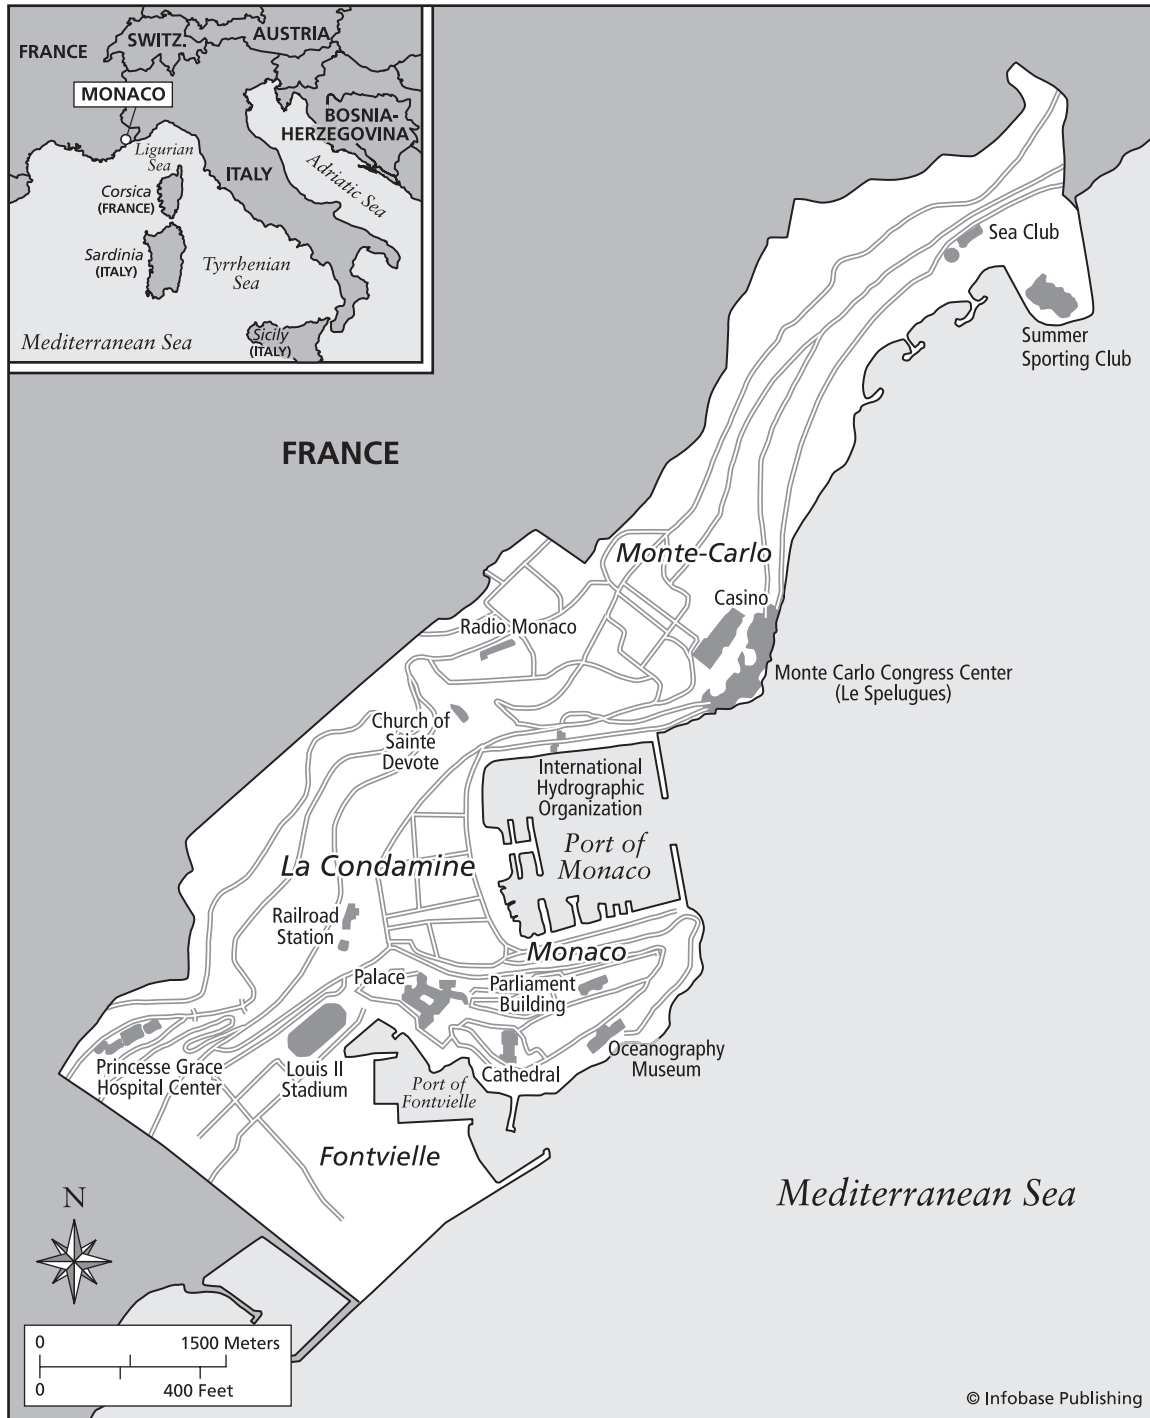 FRANCE
SWITZ.
AUSTRIA
MONACO
BOSNIA-
HERZEGOVINA
Ligurian
Sea
ITALY
Adriatic Sea
Corsica
(FRANCE)
Sardinia
(ITALY)
Tyrrhenian
Sea
Mediterranean Sea
Sicily
(ITALY)
Sea Club
Summer
Sporting Club
FRANCE
Monte-Carlo
Casino
Radio Monaco
Monte Carlo Congress Center
(Le Spelugues)
Church of
Sainte
Devote
International
Hydrographic
Organization
Port of
Monaco
La Condamine
Railroad
Station
Monaco
Palace
Parliament
Building
Princesse Grace
Hospital Center
Louis II
Stadium
Cathedral
Oceanography
Museum
Port of
Fontvielle
Fontvielle
Mediterranean Sea
N
0 1500 Meters
0 400 Feet
© Infobase Publishing